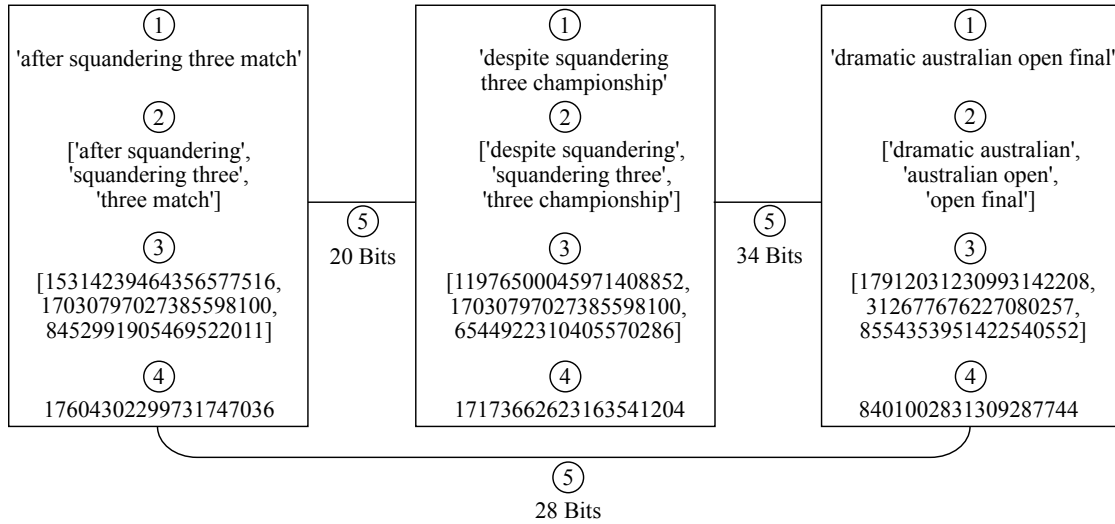 ①
'after squandering three match'
②
['after squandering',
'squandering three',
'three match']
③
[15314239464356577516,
17030797027385598100,
8452991905469522011]
④
17604302299731747036
⑤
20 Bits
①
'despite squandering
three championship'
②
['despite squandering',
'squandering three',
'three championship']
③
[11976500045971408852,
17030797027385598100,
6544922310405570286]
④
17173662623163541204
⑤
34 Bits
①
'dramatic australian open final'
②
['dramatic australian',
'australian open',
'open final']
③
[17912031230993142208,
312677676227080257,
8554353951422540552]
④
8401002831309287744
⑤
28 Bits